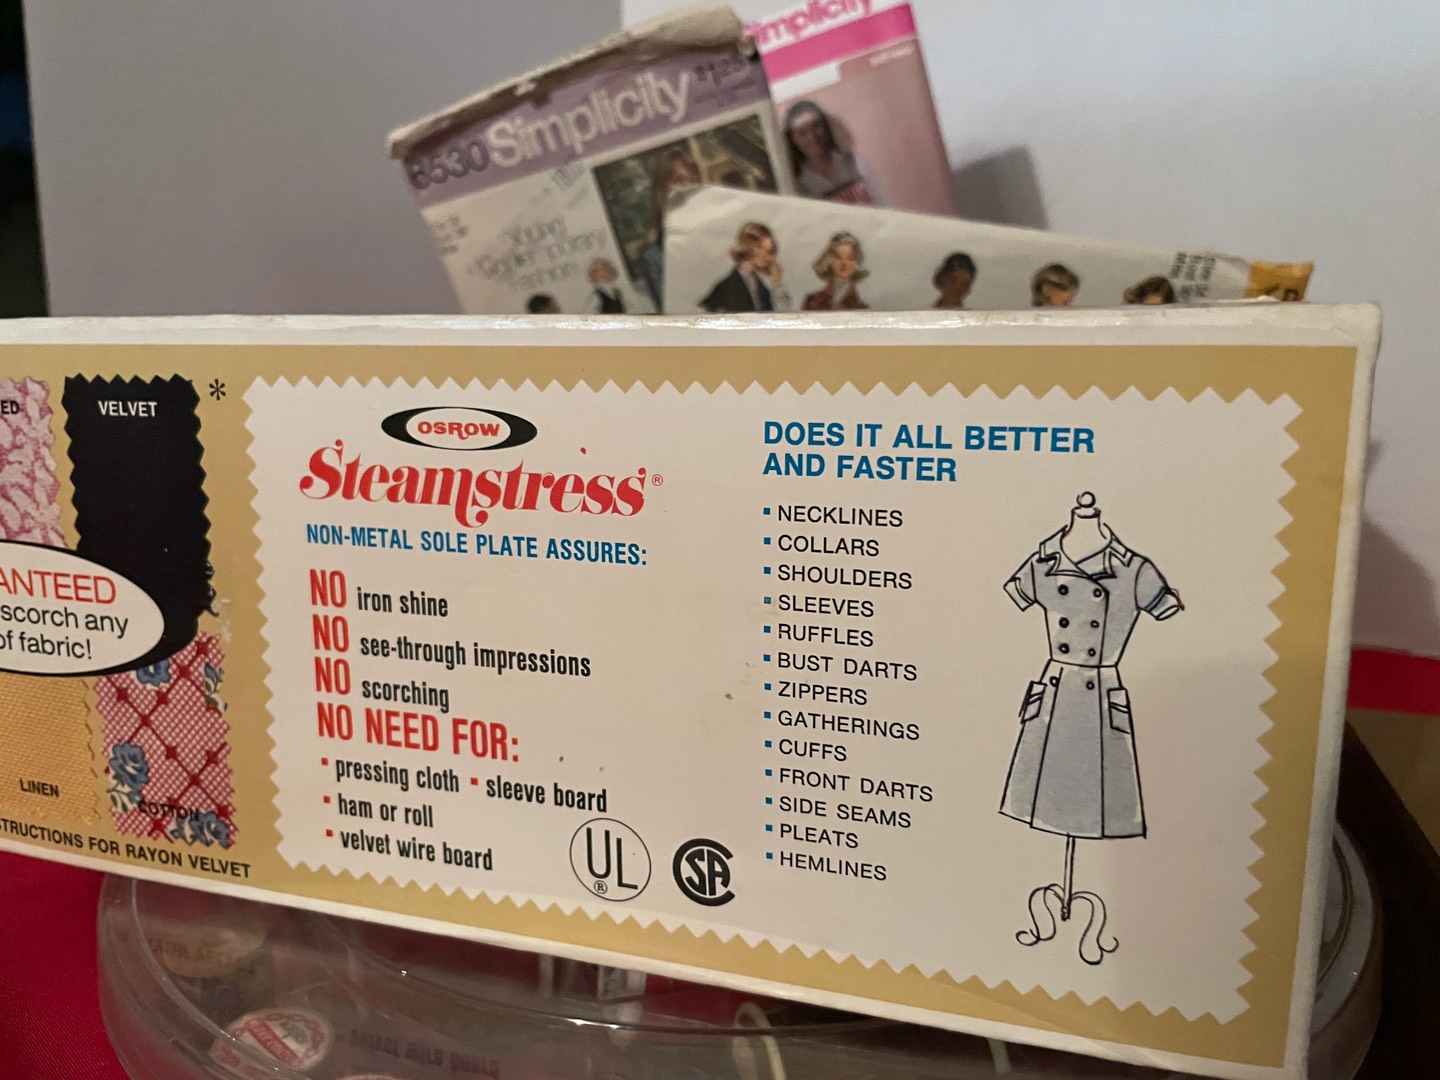 Simplicity
8530 Simplicity
Young
Contemporary
Fashion
ED
VELVET
*
ANTEED
scorch any
of fabric!
LINEN
COTTON
STRUCTIONS FOR RAYON VELVET
OSROW
Steamstress®
NON-METAL SOLE PLATE ASSURES:
NO iron shine
NO see-through impressions
NO scorching
NO NEED FOR:
▪ pressing cloth ▪ sleeve board
▪ ham or roll
▪ velvet wire board
UL
®
CSA
DOES IT ALL BETTER
AND FASTER
▪ NECKLINES
▪ COLLARS
▪ SHOULDERS
▪ SLEEVES
▪ RUFFLES
▪ BUST DARTS
▪ ZIPPERS
▪ GATHERINGS
▪ CUFFS
▪ FRONT DARTS
▪ SIDE SEAMS
▪ PLEATS
▪ HEMLINES